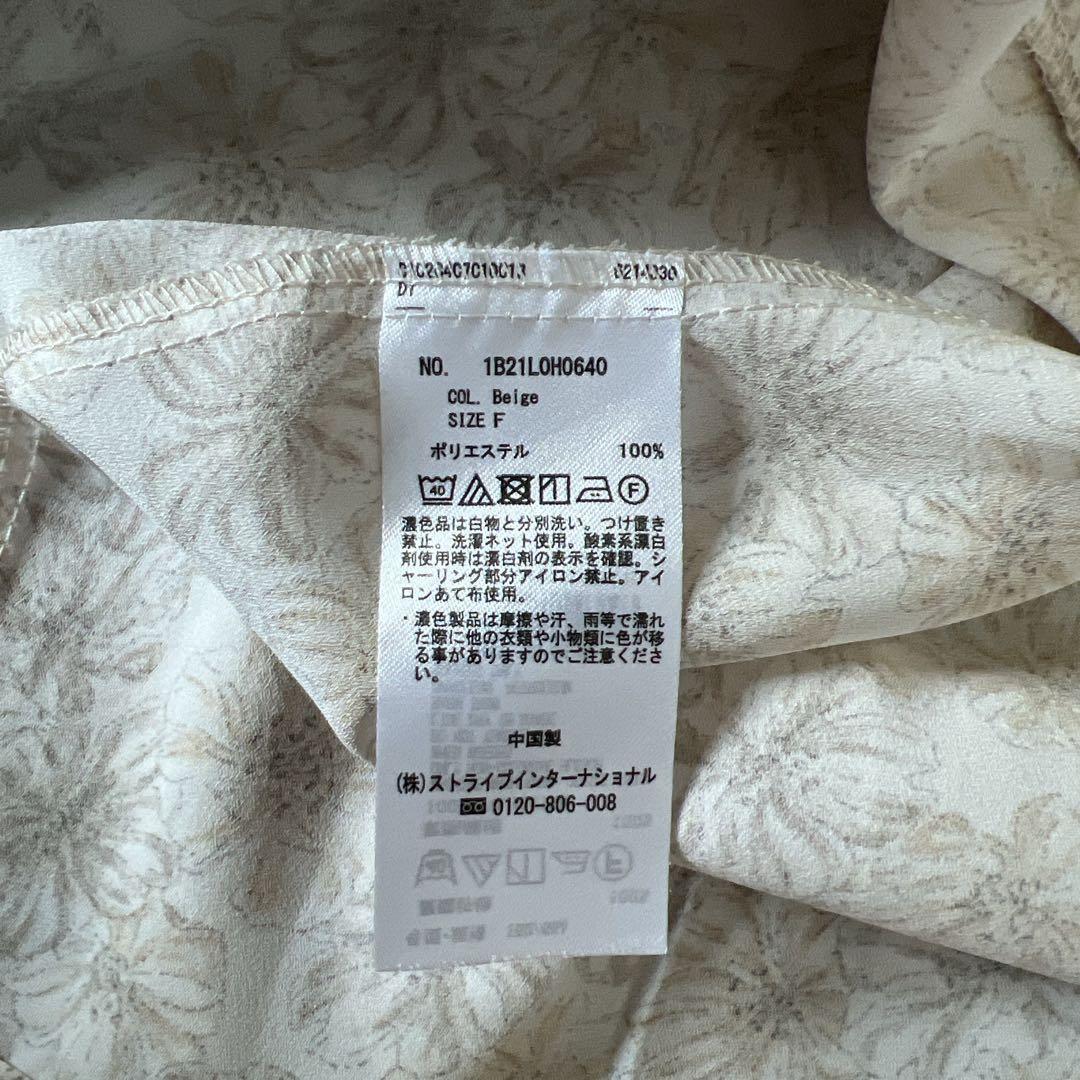 NO. 1B21L0H0640
COL. Beige
SIZE F
ポリエステル 100%
40
F
濃色品は白物と分別洗い。つけ置き
禁止。洗濯ネット使用。酸素系漂白
剤使用時は漂白剤の表示を確認。シ
ャーリング部分アイロン禁止。アイ
ロンあて布使用。
・濃色製品は摩擦や汗、雨等で濡れ
た際に他の衣類や小物類に色が移
る事がありますのでご注意くださ
い。
中国製
(株)ストライプインターナショナル
0120-806-008